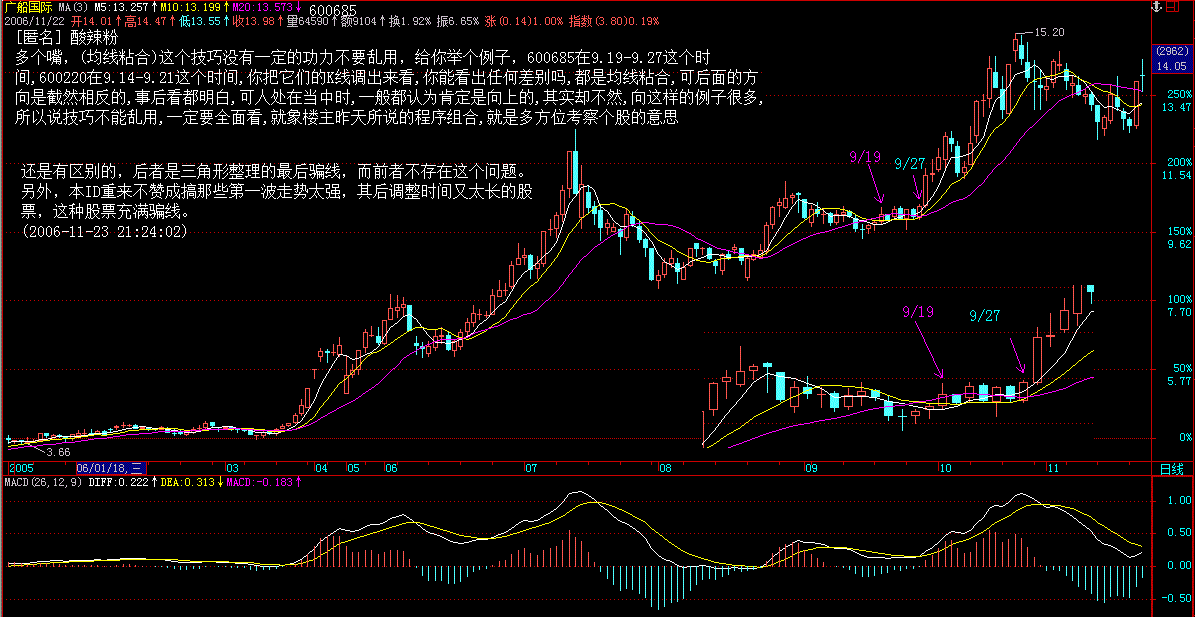 广船国际 MA(3) M5:13.257↑M10:13.199↑M20:13.573↓
600685
2006/11/22 开14.01↑高14.47↑低13.55↑收13.98↑量64590↑额9104↑换1.92% 振6.65% 涨(0.14)1.00% 指数(3.80)0.19%
[匿名] 酸辣粉
多个嘴，(均线粘合)这个技巧没有一定的功力不要乱用，给你举个例子，600685在9.19-9.27这个时
间,600220在9.14-9.21这个时间,你把它们的K线调出来看,你能看出任何差别吗,都是均线粘合,可后面的方
向是截然相反的,事后看都明白,可人处在当中时,一般都认为肯定是向上的,其实却不然,向这样的例子很多,
所以说技巧不能乱用,一定要全面看,就象楼主昨天所说的程序组合,就是多方位考察个股的意思
还是有区别的，后者是三角形整理的最后骗线，而前者不存在这个问题。
另外，本ID重来不赞成搞那些第一波走势太强，其后调整时间又太长的股
票，这种股票充满骗线。
(2006-11-23 21:24:02)
15.20
(2982)
14.05
250%
13.47
200%
11.54
150%
9.62
100%
7.70
50%
5.77
0%
9/19
9/27
9/19
9/27
3.66
2005 06/01/18,三 03 04 05 06 07 08 09 10 11 日线
MACD(26,12,9) DIFF:0.222↑DEA:0.313↓MACD:-0.183↑
1.00
0.50
0.00
-0.50